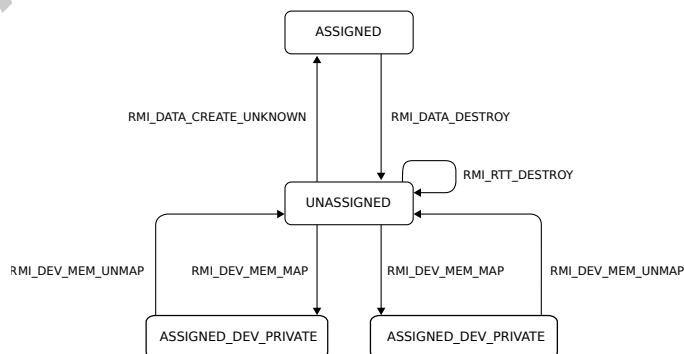 ASSIGNED
RMI_DATA_CREATE_UNKNOWN
RMI_DATA_DESTROY
RMI_RTT_DESTROY
UNASSIGNED
RMI_DEV_MEM_UNMAP
RMI_DEV_MEM_MAP
RMI_DEV_MEM_MAP
RMI_DEV_MEM_UNMAP
ASSIGNED_DEV_PRIVATE
ASSIGNED_DEV_PRIVATE